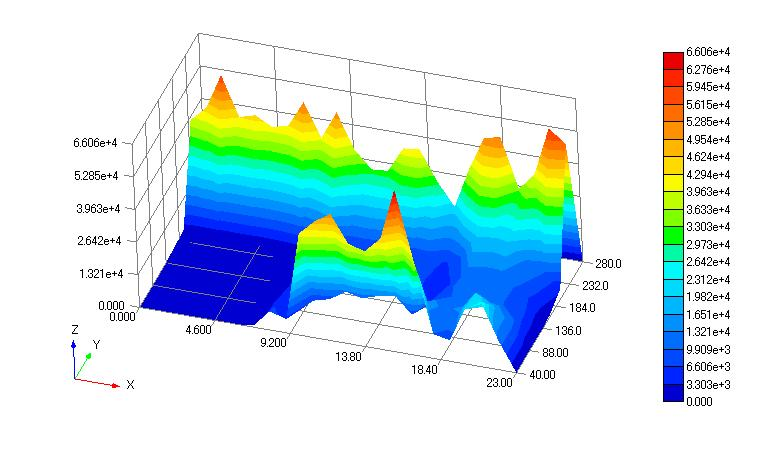 6.606e+4
5.285e+4
3.963e+4
2.642e+4
1.321e+4
0.000
0.000
4.600
9.200
13.80
18.40
23.00
40.00
88.00
136.0
184.0
232.0
280.0
Z
Y
X
6.606e+4
6.276e+4
5.945e+4
5.615e+4
5.285e+4
4.954e+4
4.624e+4
4.294e+4
3.963e+4
3.633e+4
3.303e+4
2.973e+4
2.642e+4
2.312e+4
1.982e+4
1.651e+4
1.321e+4
9.909e+3
6.606e+3
3.303e+3
0.000